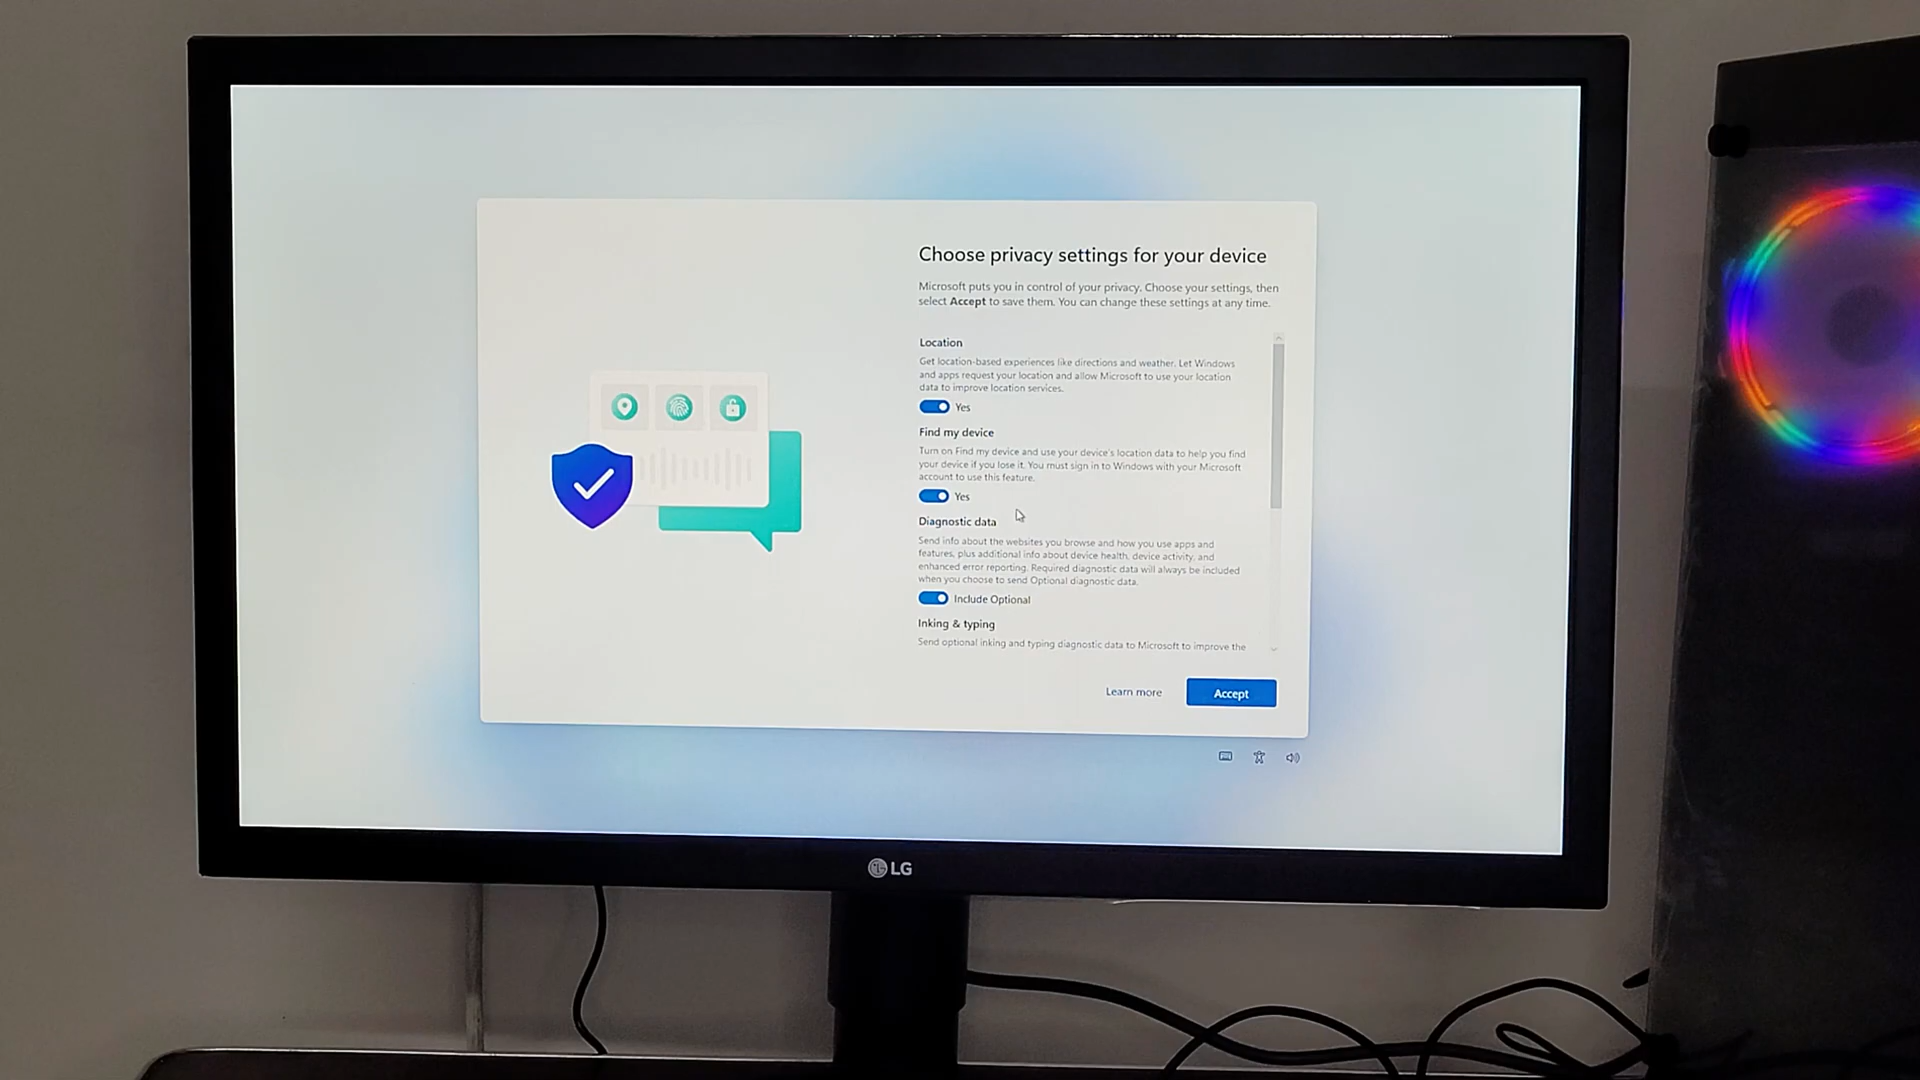 Choose privacy settings for your device
Microsoft puts you in control of your privacy. Choose your settings, then
select Accept to save them. You can change these settings at any time.
Location
Get location-based experiences like directions and weather. Let Windows
and apps request your location and allow Microsoft to use your location
data to improve location services.
Yes
Find my device
Turn on Find my device and use your device's location data to help you find
your device if you lose it. You must sign in to Windows with your Microsoft
account to use this feature.
Yes
Diagnostic data
Send info about the websites you browse and how you use apps and
features, plus additional info about device health, device activity, and
enhanced error reporting. Required diagnostic data will always be included
when you choose to send Optional diagnostic data.
Include Optional
Inking & typing
Send optional inking and typing diagnostic data to Microsoft to improve the
Learn more
Accept
LG